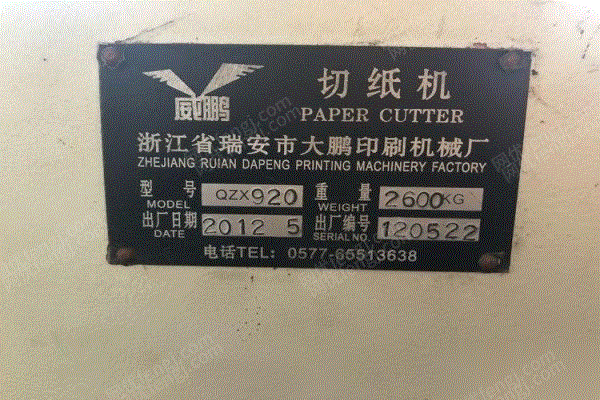 威鹏
切纸机
PAPER CUTTER
浙江省瑞安市大鹏印刷机械厂
ZHEJIANG RUIAN DAPENG PRINTING MACHINERY FACTORY
型号 QZX920 重量 2600KG
MODEL WEIGHT
出厂日期 2012 5 出厂编号 120522
DATE SERIAL NO.
电话TEL: 0577-65513638